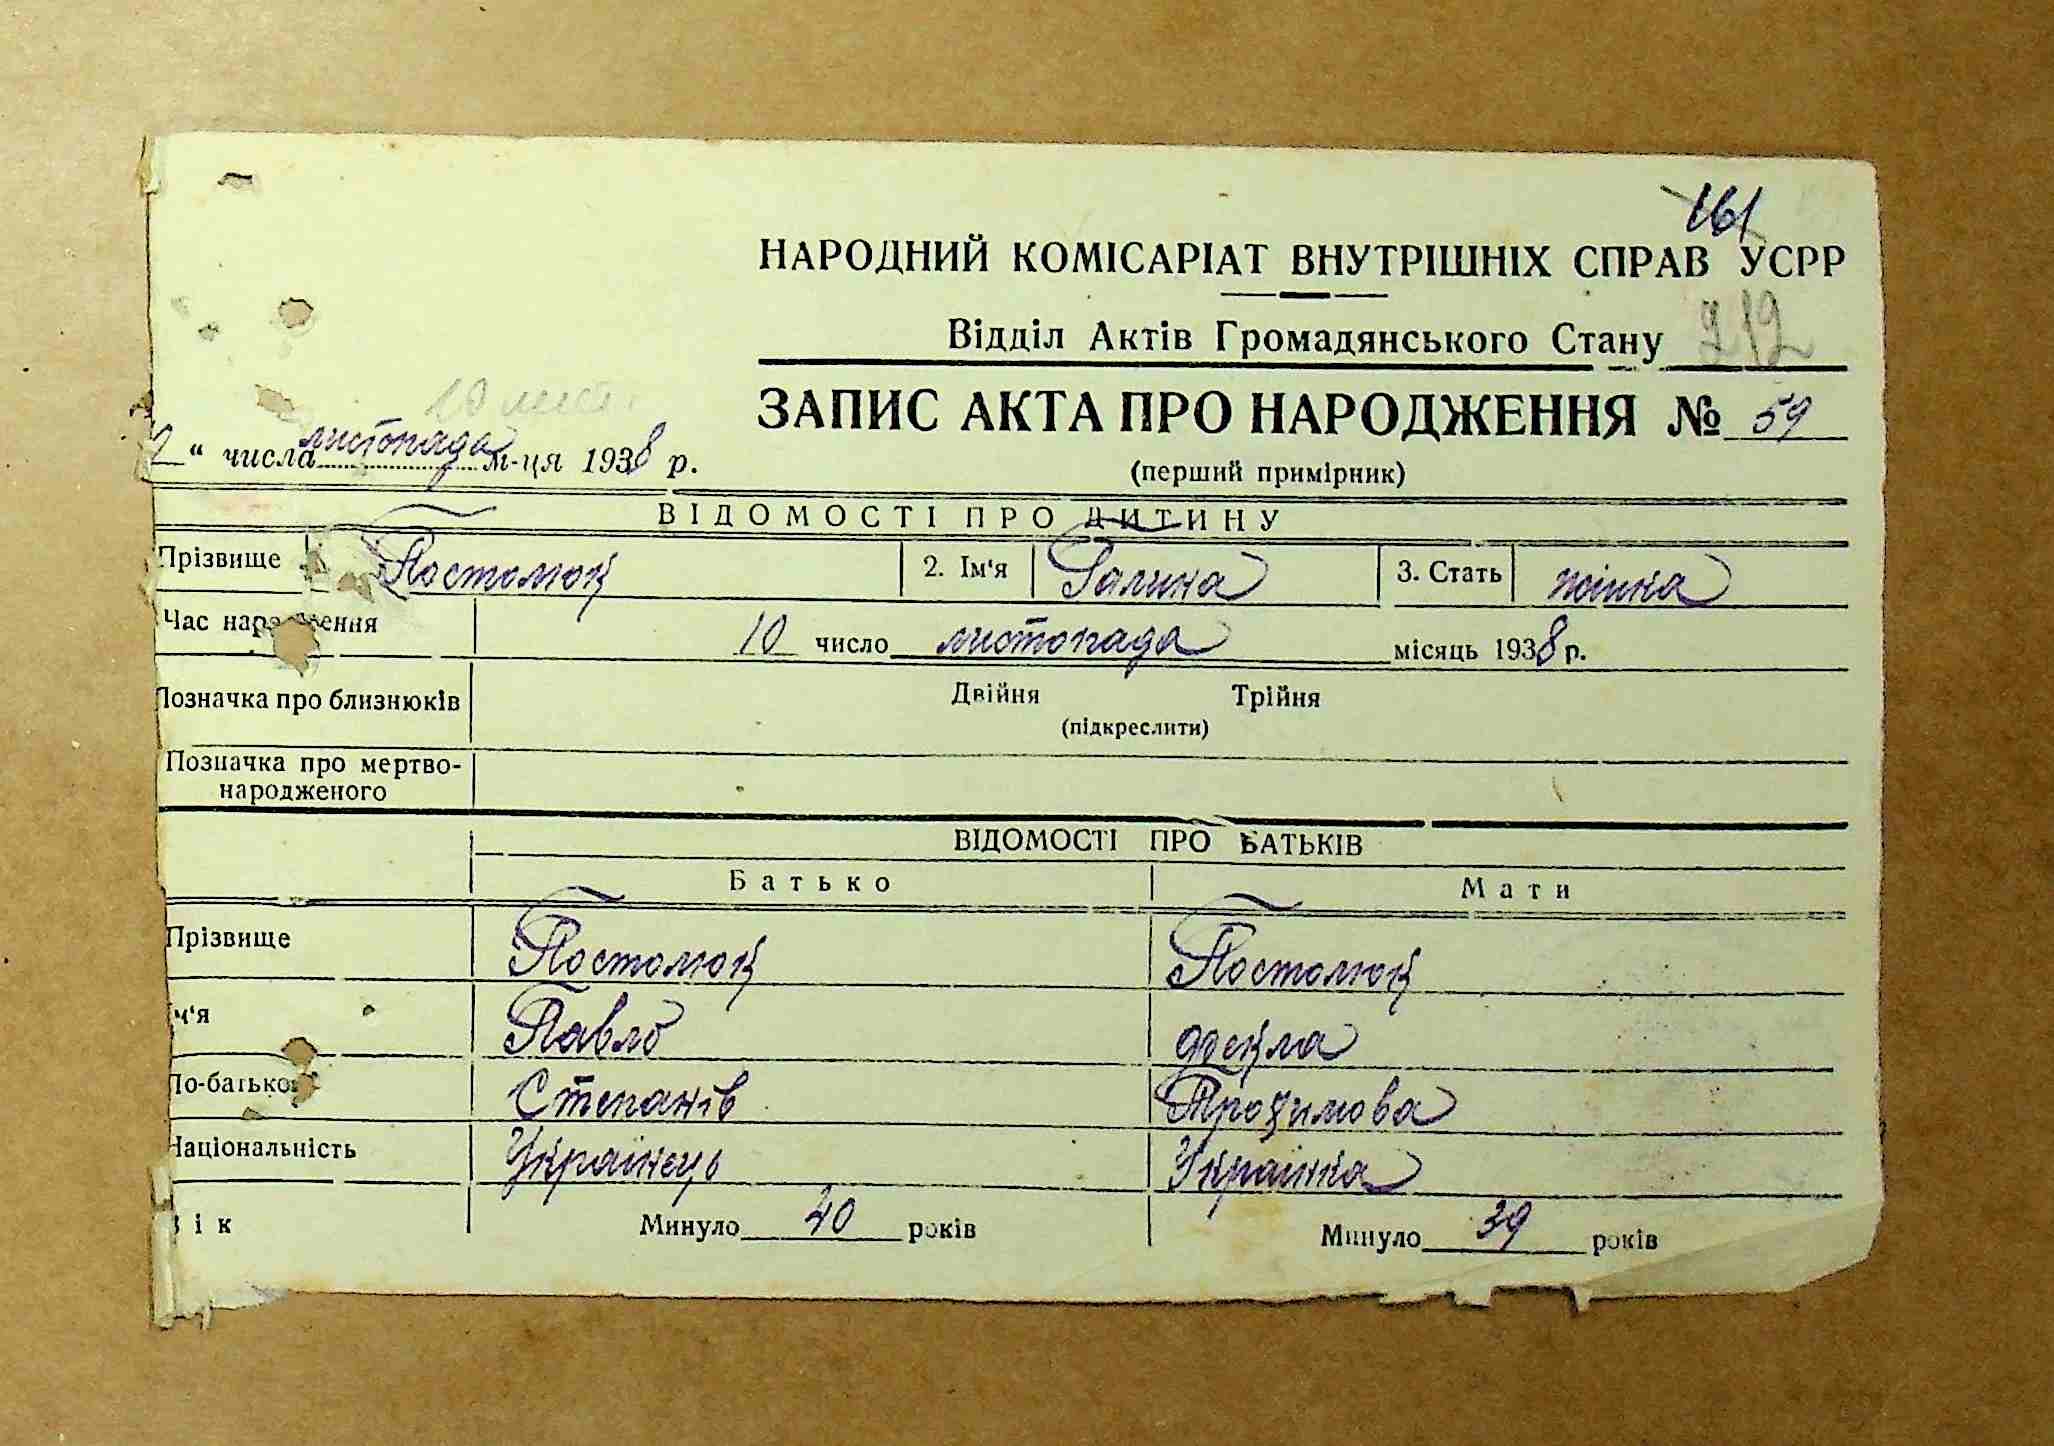 161
НАРОДНИЙ КОМІСАРІАТ ВНУТРІШНІХ СПРАВ УСРР
Відділ Актів Громадянського Стану 212
10 лист.
ЗАПИС АКТА ПРО НАРОДЖЕННЯ № 59
“ числа листопада м-ця 1938 р.
(перший примірник)
ВІДОМОСТІ ПРО ДИТИНУ
Прізвище Постолюк 2. Ім‘я Галина 3. Стать жінка
Час народження 10 число листопада місяць 1938 р.
Позначка про близнюків Двійня Трійня
(підкреслити)
Позначка про мертво-
народженого
ВІДОМОСТІ ПРО БАТЬКІВ
Батько Мати
Прізвище Постолюк Постолюк
Ім‘я Павло
По-батькові Степанів Трохимова
Національність Українець Українка
Вік Минуло 40 років Минуло 39 років